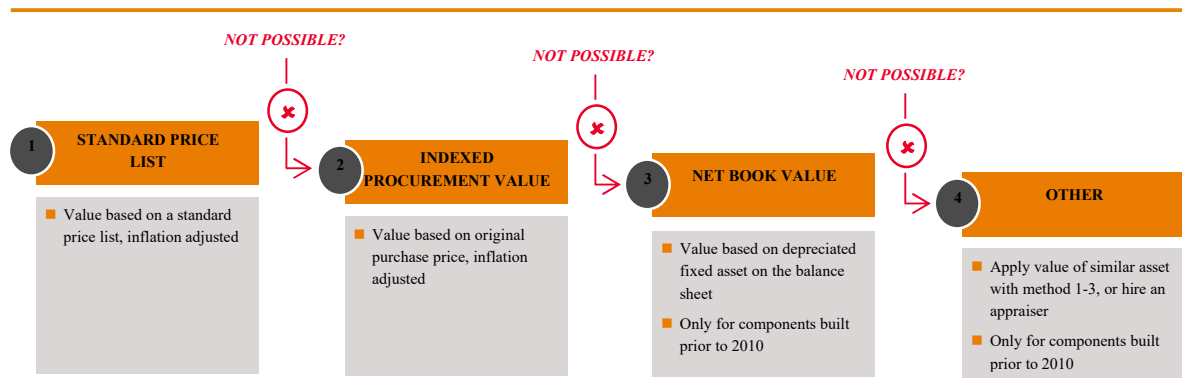 NOT POSSIBLE?
NOT POSSIBLE?
NOT POSSIBLE?
1
STANDARD PRICE
LIST
Value based on a standard
price list, inflation adjusted
2
INDEXED
PROCUREMENT VALUE
Value based on original
purchase price, inflation
adjusted
3
NET BOOK VALUE
Value based on depreciated
fixed asset on the balance
sheet
Only for components built
prior to 2010
4
OTHER
Apply value of similar asset
with method 1-3, or hire an
appraiser
Only for components built
prior to 2010